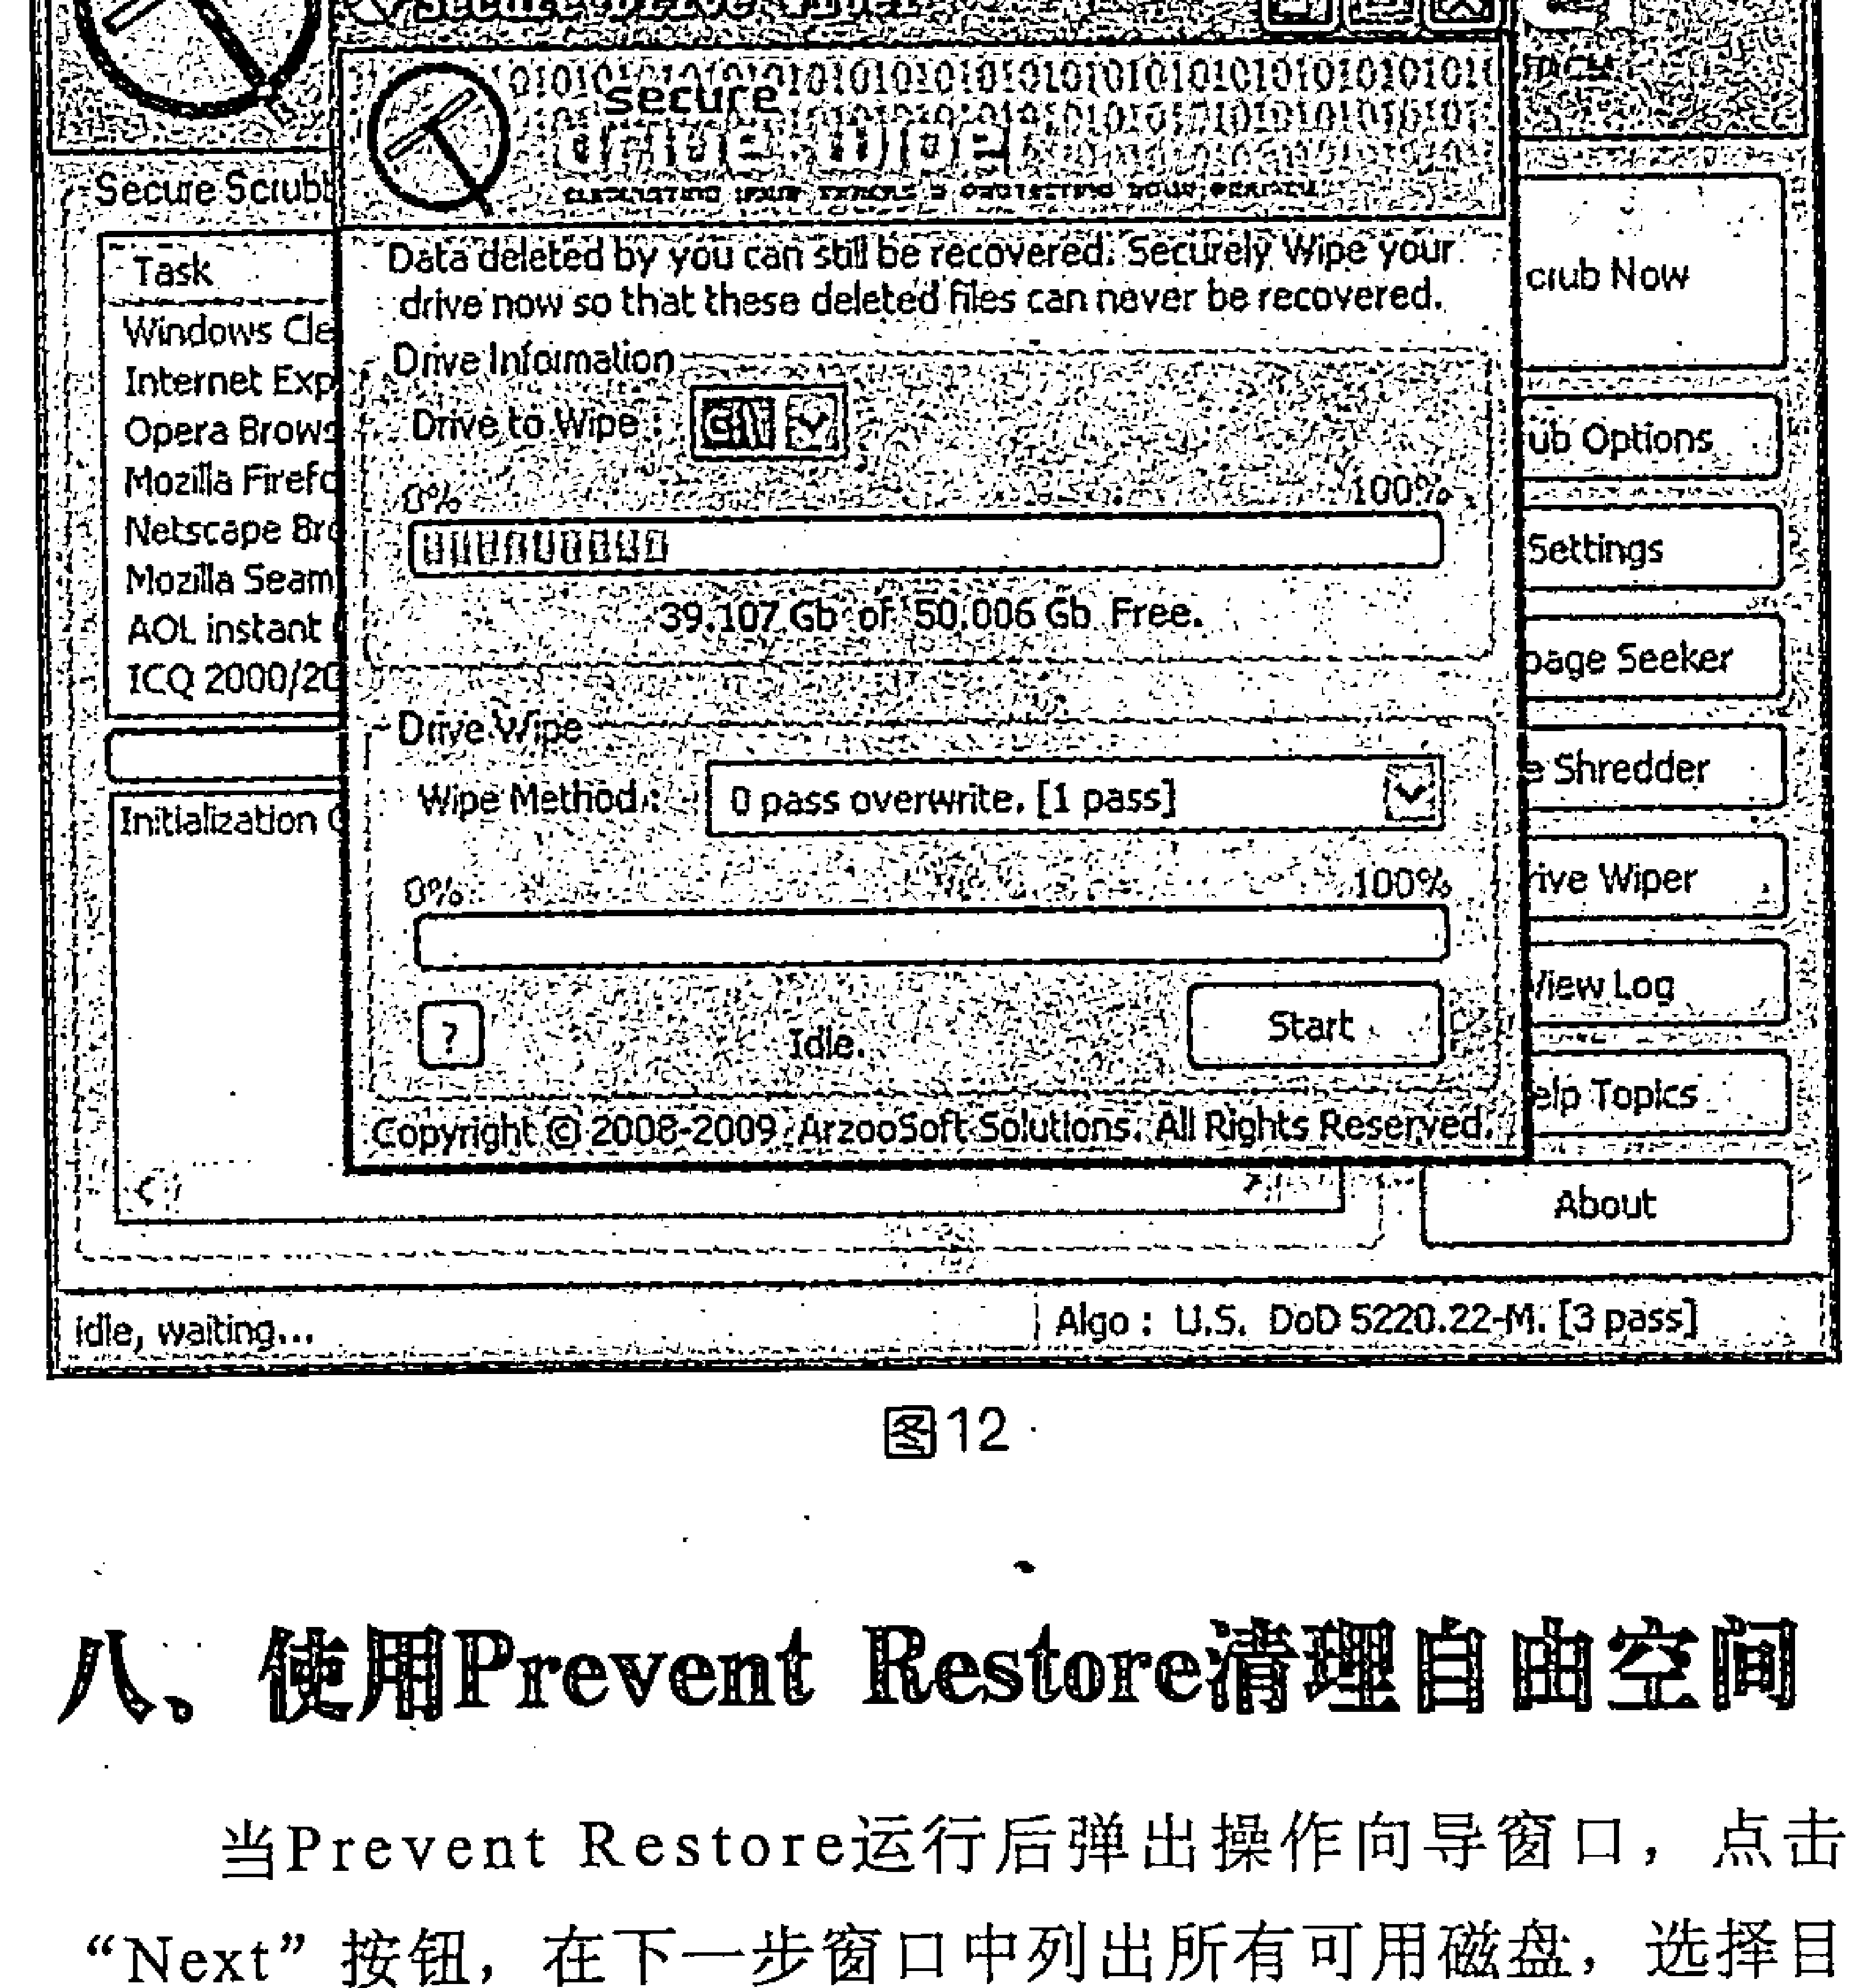 Secure Drive Wiper
secure
drive wiper
Secure Scrubb
Task
Windows Cle
Internet Exp
Opera Brows
Mozilla Firefo
Netscape Bro
Mozilla Seam
AOL instant
ICQ 2000/20
Initialization
Data deleted by you can still be recovered. Securely Wipe your
drive now so that these deleted files can never be recovered.
Drive Information
Drive to Wipe : C:\
0% 100%
39.107 Gb of 50.006 Gb Free.
Drive Wipe
Wipe Method : 0 pass overwrite. [1 pass]
0% 100%
? Idle. Start
Copyright © 2008-2009, ArzooSoft Solutions. All Rights Reserved.
crub Now
ub Options
Settings
page Seeker
e Shredder
rive Wiper
View Log
elp Topics
About
Idle, waiting...
Algo : U.S. DoD 5220.22-M. [3 pass]
图12
八、使用Prevent Restore清理自由空间
当Prevent Restore运行后弹出操作向导窗口，点击
“Next”按钮，在下一步窗口中列出所有可用磁盘，选择目